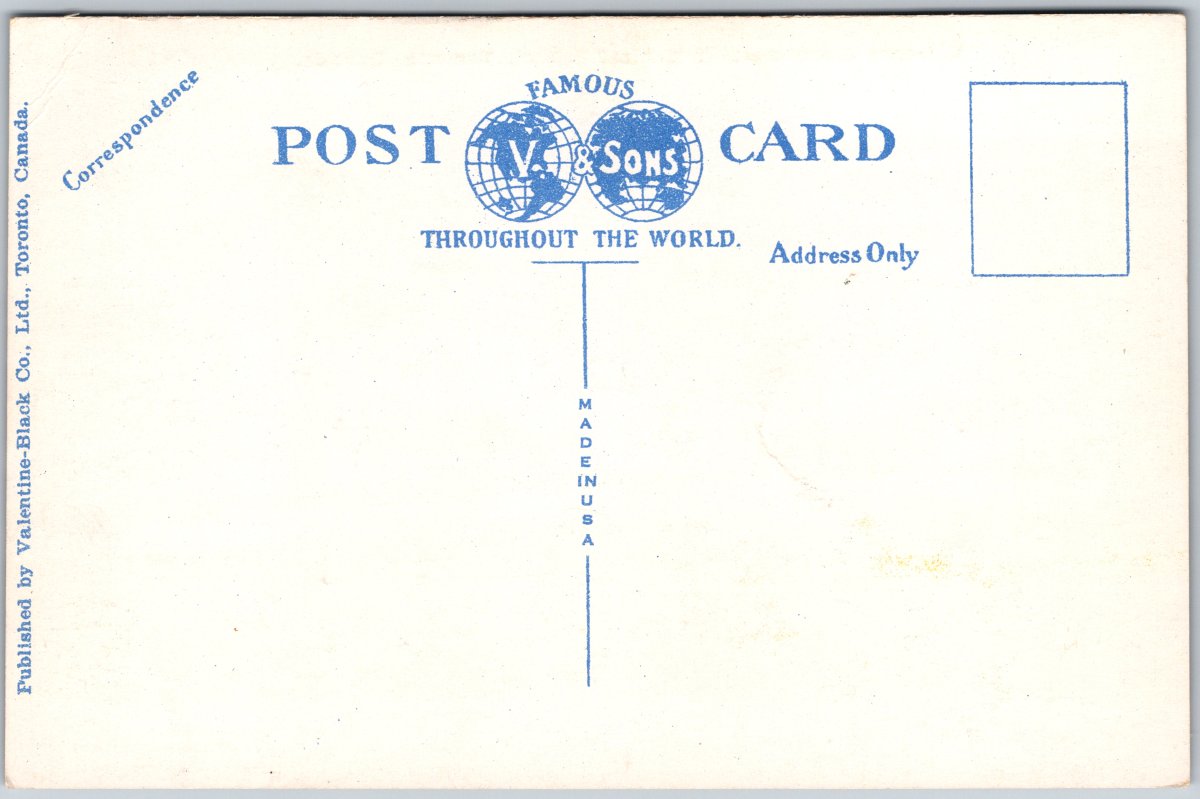 Correspondence
FAMOUS
POST V. & SONS CARD
THROUGHOUT THE WORLD.
Address Only
MADE IN USA
Published by Valentine-Black Co., Ltd., Toronto, Canada.